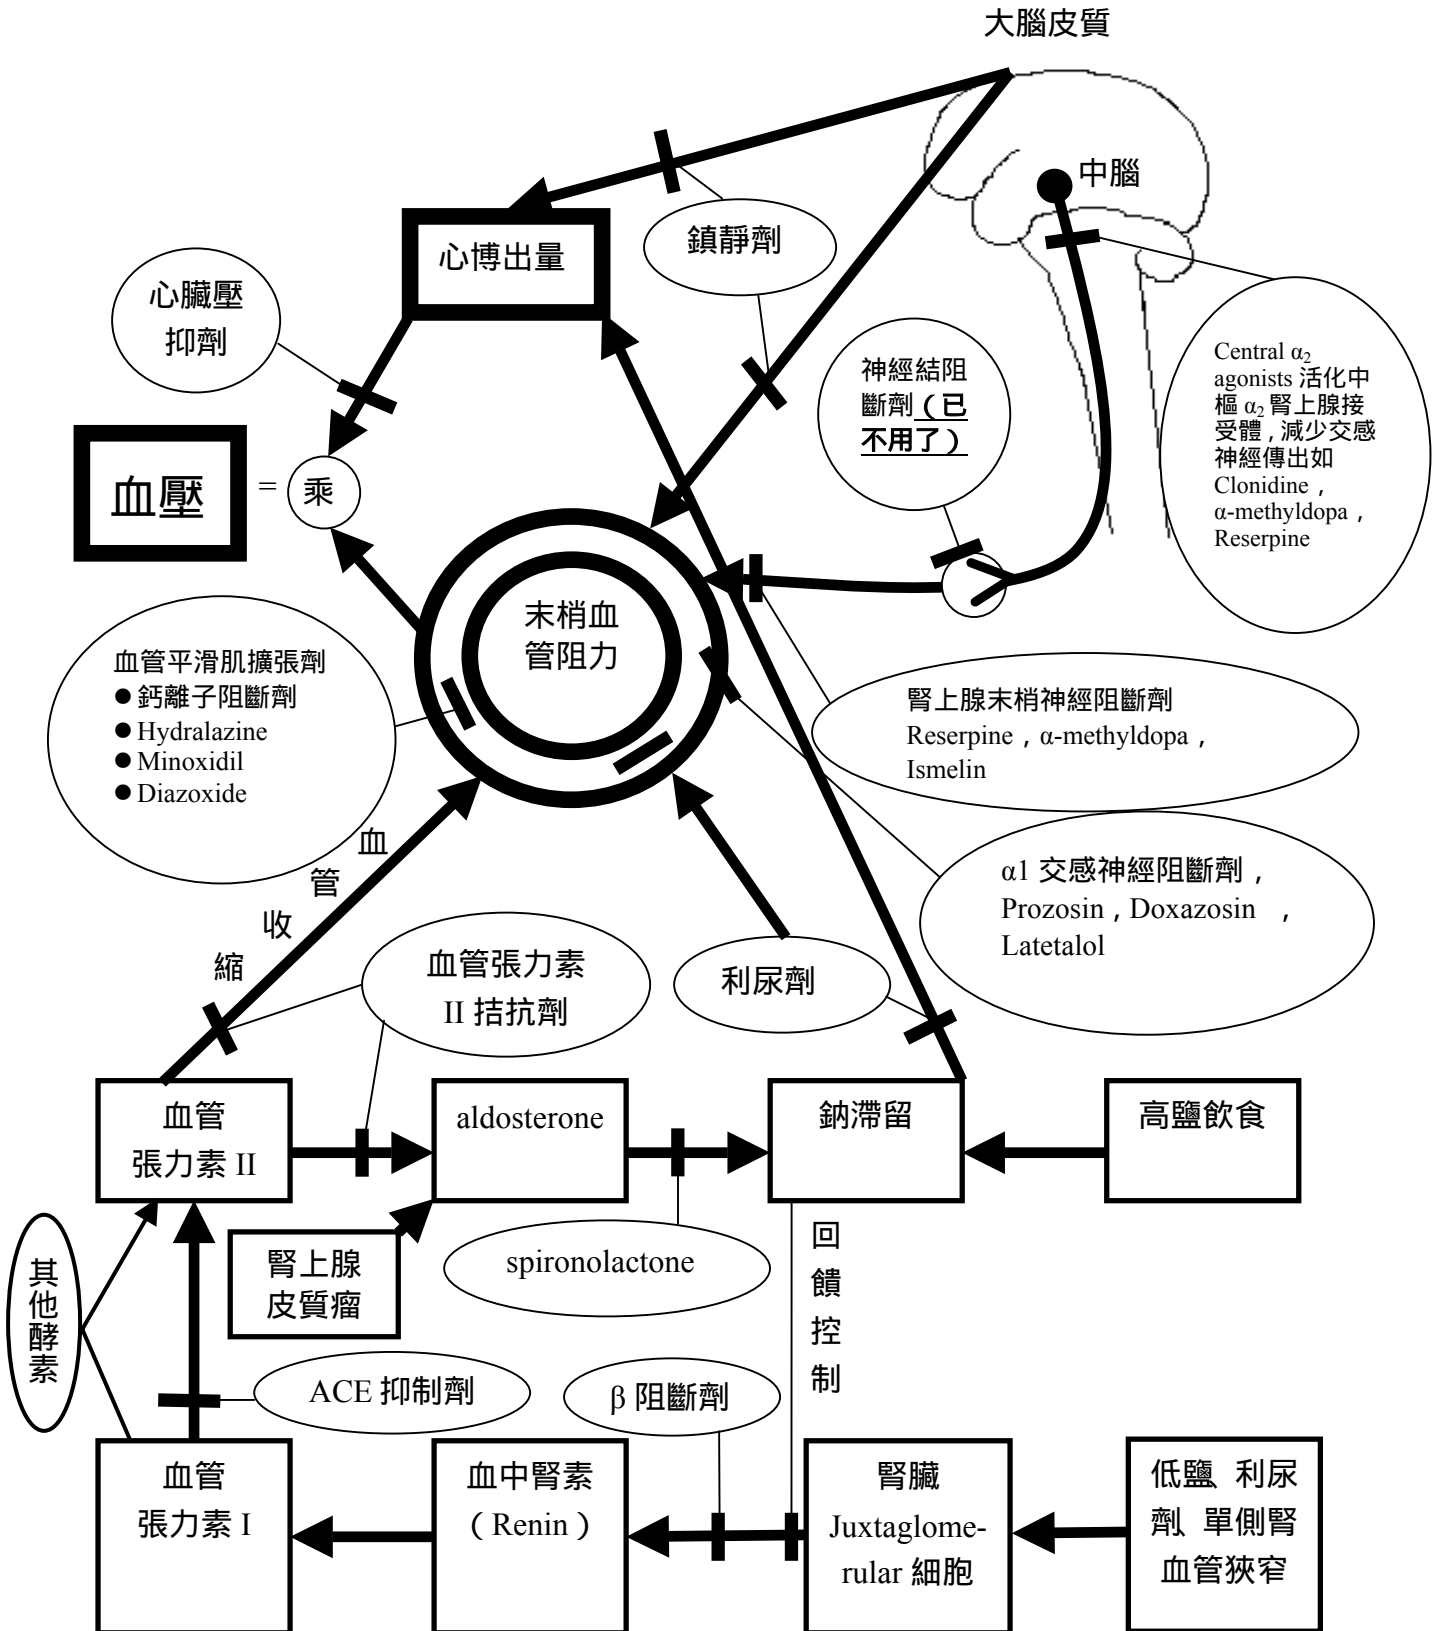 大腦皮質
中腦
鎮靜劑
心博出量
心臟壓
抑劑
神經結阻
斷劑（已
不用了）
Central α₂
agonists 活化中
樞 α₂ 腎上腺接
受體，減少交感
神經傳出如
Clonidine，
α-methyldopa，
Reserpine
血壓
=
乘
末梢血
管阻力
血管平滑肌擴張劑
●鈣離子阻斷劑
●Hydralazine
●Minoxidil
●Diazoxide
腎上腺末梢神經阻斷劑
Reserpine，α-methyldopa，
Ismelin
α1 交感神經阻斷劑，
Prozosin，Doxazosin ，
Latetalol
血
管
收
縮
血管張力素
II 拮抗劑
利尿劑
血管
張力素 II
aldosterone
鈉滯留
高鹽飲食
其他酵素
腎上腺
皮質瘤
spironolactone
回
饋
控
制
ACE 抑制劑
β 阻斷劑
血管
張力素 I
血中腎素
（Renin）
腎臟
Juxtaglome-
rular 細胞
低鹽、利尿
劑、單側腎
血管狹窄